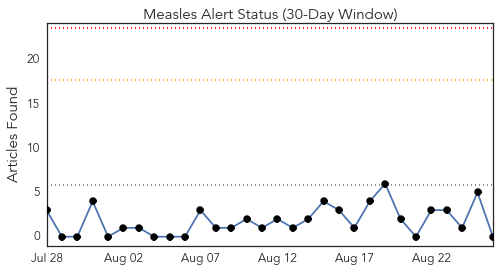 Measles Alert Status (30-Day Window)
Articles Found
20
15
10
5
0
Jul 28
Aug 02
Aug 07
Aug 12
Aug 17
Aug 22